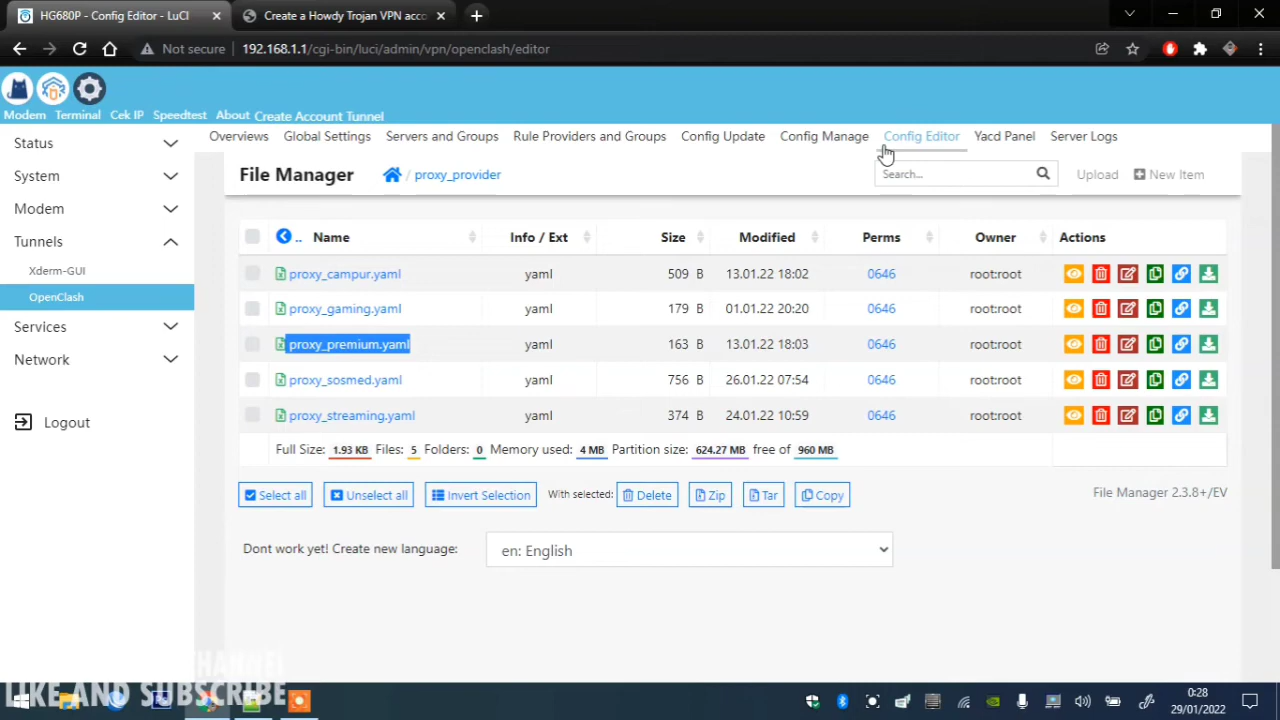 HG680P - Config Editor - LuCI
Create a Howdy Trojan VPN accou
Not secure 192.168.1.1/cgi-bin/luci/admin/vpn/openclash/editor
Modem Terminal Cek IP Speedtest About Create Account Tunnel
Status
System
Modem
Tunnels
Xderm-GUI
OpenClash
Services
Network
Logout
Overviews Global Settings Servers and Groups Rule Providers and Groups Config Update Config Manage Config Editor Yacd Panel Server Logs
File Manager / proxy_provider Search... Upload New Item
.. Name Info / Ext Size Modified Perms Owner Actions
proxy_campur.yaml yaml 509 B 13.01.22 18:02 0646 root:root
proxy_gaming.yaml yaml 179 B 01.01.22 20:20 0646 root:root
proxy_premium.yaml yaml 163 B 13.01.22 18:03 0646 root:root
proxy_sosmed.yaml yaml 756 B 26.01.22 07:54 0646 root:root
proxy_streaming.yaml yaml 374 B 24.01.22 10:59 0646 root:root
Full Size: 1.93 KB Files: 5 Folders: 0 Memory used: 4 MB Partition size: 624.27 MB free of 960 MB
Select all Unselect all Invert Selection With selected: Delete Zip Tar Copy File Manager 2.3.8+/EV
Dont work yet! Create new language: en: English
CHANNEL
LIKE AND SUBSCRIBE
0:28
29/01/2022